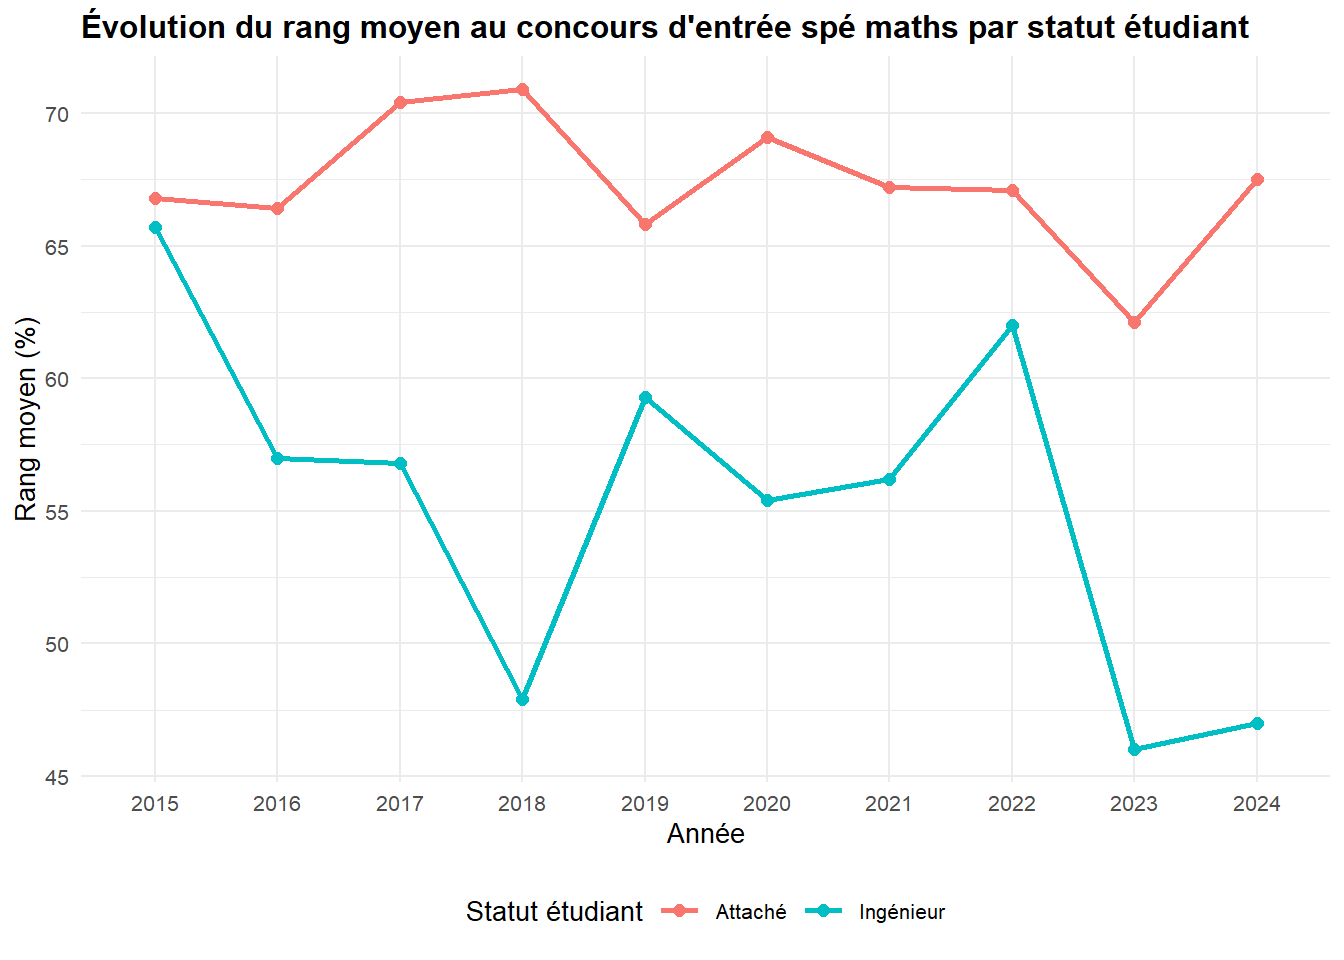 Évolution du rang moyen au concours d'entrée spé maths par statut étudiant
Rang moyen (%)
70
65
60
55
50
45
2015 2016 2017 2018 2019 2020 2021 2022 2023 2024
Année
Statut étudiant Attaché Ingénieur